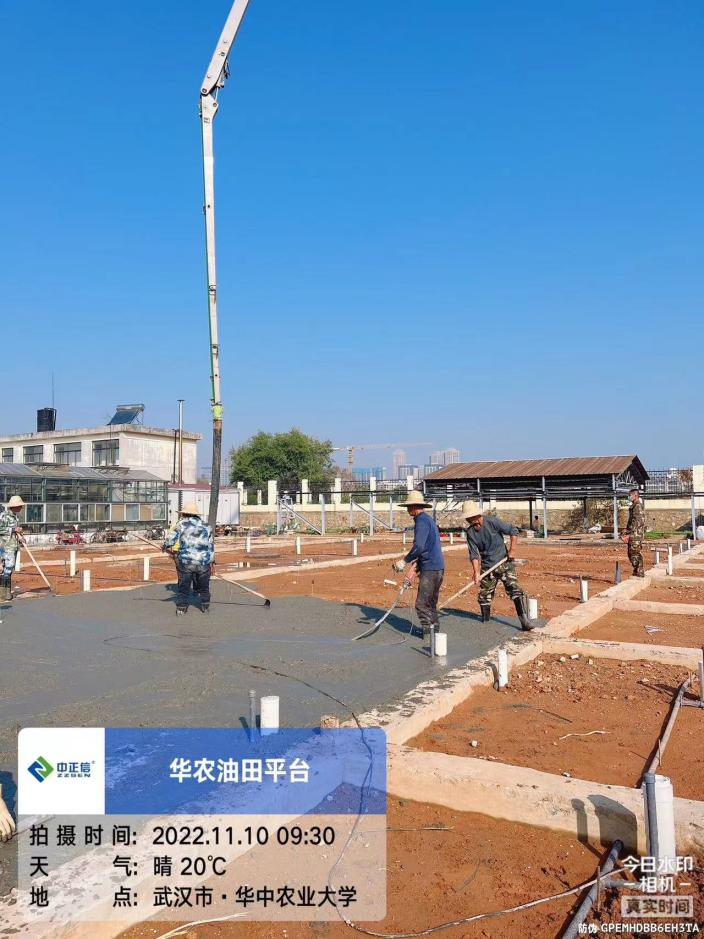 中正信®
ZZSEN
华农油田平台
拍摄时间: 2022.11.10 09:30
天 气: 晴 20℃
地 点: 武汉市·华中农业大学
今日水印
相机
真实时间
防伪 GPEMHDBB6EH3TA